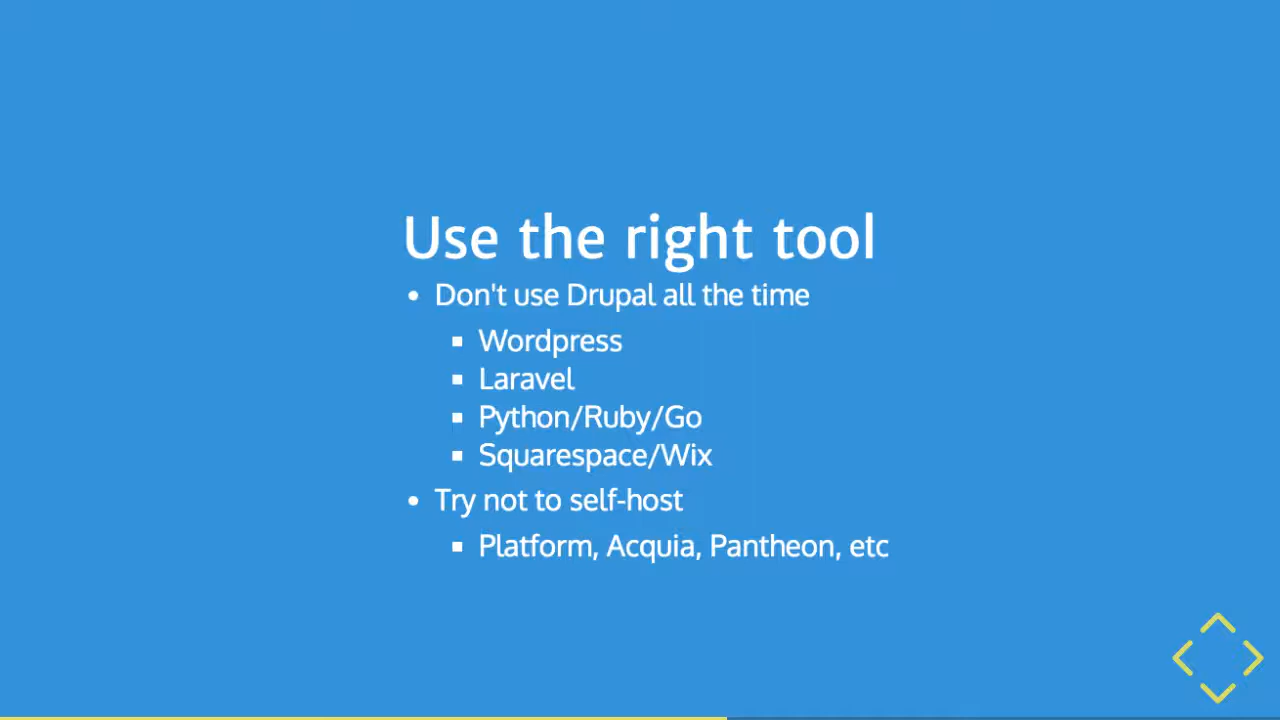 Use the right tool
Don't use Drupal all the time
Wordpress
Laravel
Python/Ruby/Go
Squarespace/Wix
Try not to self-host
Platform, Acquia, Pantheon, etc